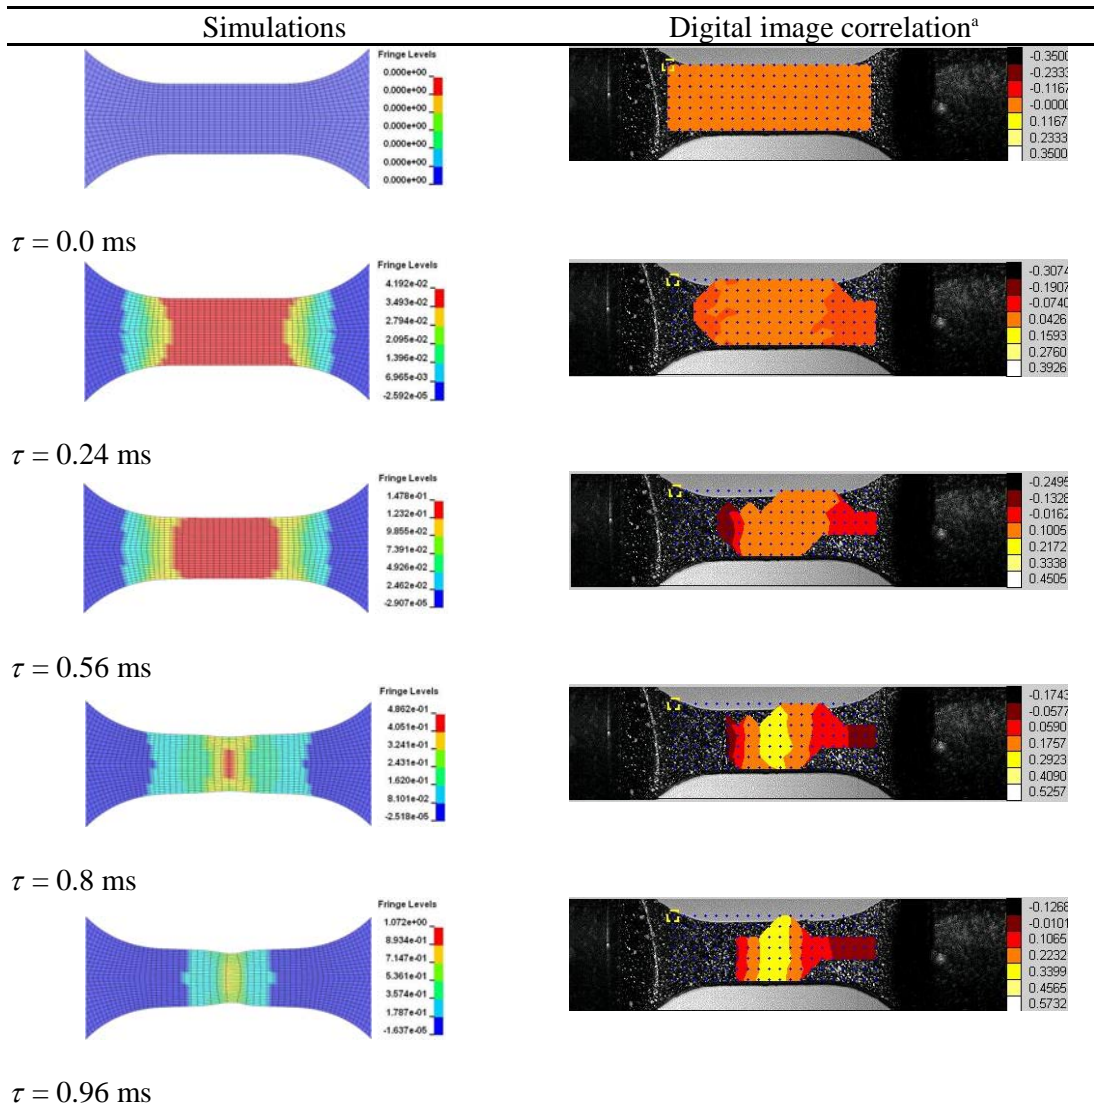 Simulations
Digital image correlationᵃ
Fringe Levels
0.000e+00
0.000e+00
0.000e+00
0.000e+00
0.000e+00
0.000e+00
0.000e+00
-0.3500
-0.2333
-0.1167
-0.0000
0.1167
0.2333
0.3500
τ = 0.0 ms
Fringe Levels
4.192e-02
3.493e-02
2.794e-02
2.095e-02
1.396e-02
6.965e-03
-2.592e-05
-0.3074
-0.1907
-0.0740
0.0426
0.1593
0.2760
0.3926
τ = 0.24 ms
Fringe Levels
1.478e-01
1.232e-01
9.855e-02
7.391e-02
4.926e-02
2.462e-02
-2.907e-05
-0.2495
-0.1328
-0.0162
0.1005
0.2172
0.3338
0.4505
τ = 0.56 ms
Fringe Levels
4.862e-01
4.051e-01
3.241e-01
2.431e-01
1.620e-01
8.101e-02
-2.518e-05
-0.1743
-0.0577
0.0590
0.1757
0.2923
0.4090
0.5257
τ = 0.8 ms
Fringe Levels
1.072e+00
8.934e-01
7.147e-01
5.361e-01
3.574e-01
1.787e-01
-1.637e-05
-0.1268
-0.0101
0.1065
0.2232
0.3399
0.4565
0.5732
τ = 0.96 ms